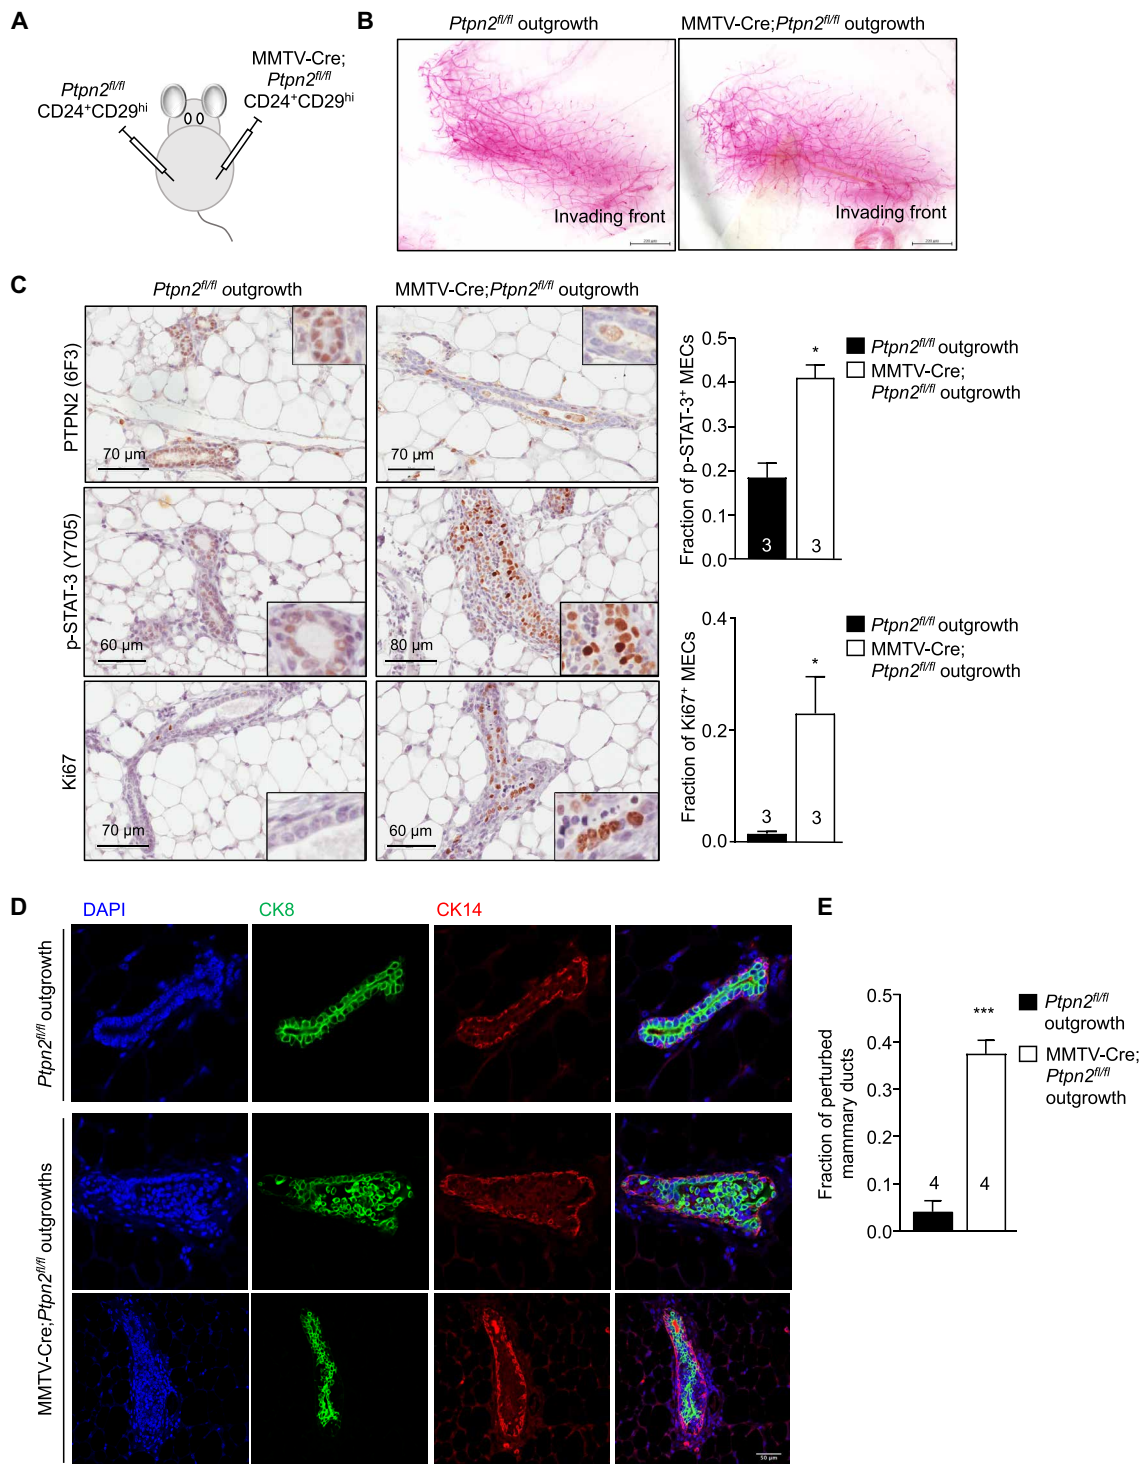 A
Ptpn2fl/fl
CD24+CD29hi
MMTV-Cre;
Ptpn2fl/fl
CD24+CD29hi
B
Ptpn2fl/fl outgrowth
MMTV-Cre;Ptpn2fl/fl outgrowth
Invading front
Invading front
C
Ptpn2fl/fl outgrowth
MMTV-Cre;Ptpn2fl/fl outgrowth
PTPN2 (6F3)
70 µm
70 µm
p-STAT-3 (Y705)
60 µm
80 µm
Ki67
70 µm
60 µm
Fraction of p-STAT-3+ MECs
0.5
0.4
0.3
0.2
0.1
0.0
*
3
3
Ptpn2fl/fl outgrowth
MMTV-Cre;
Ptpn2fl/fl outgrowth
Fraction of Ki67+ MECs
0.4
0.2
0.0
*
3
3
Ptpn2fl/fl outgrowth
MMTV-Cre;
Ptpn2fl/fl outgrowth
D
DAPI
CK8
CK14
Ptpn2fl/fl outgrowth
MMTV-Cre;Ptpn2fl/fl outgrowths
50 µm
E
Fraction of perturbed
mammary ducts
0.5
0.4
0.3
0.2
0.1
0.0
***
4
4
Ptpn2fl/fl
outgrowth
MMTV-Cre;
Ptpn2fl/fl
outgrowth